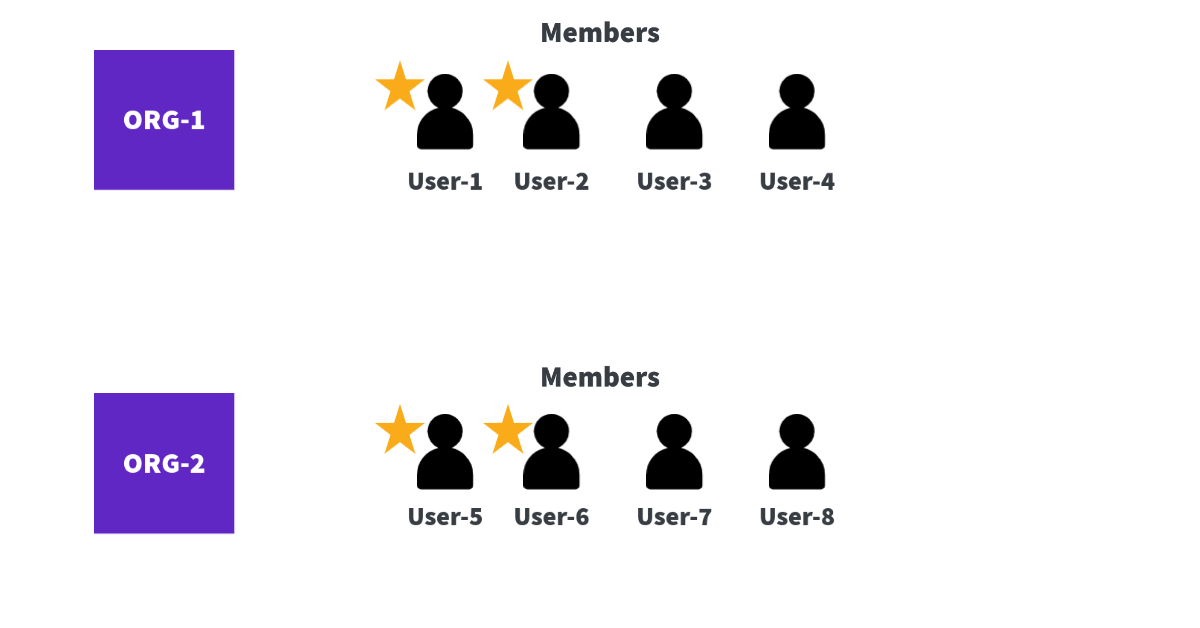 Members
ORG-1
User-1 User-2 User-3 User-4
Members
ORG-2
User-5 User-6 User-7 User-8